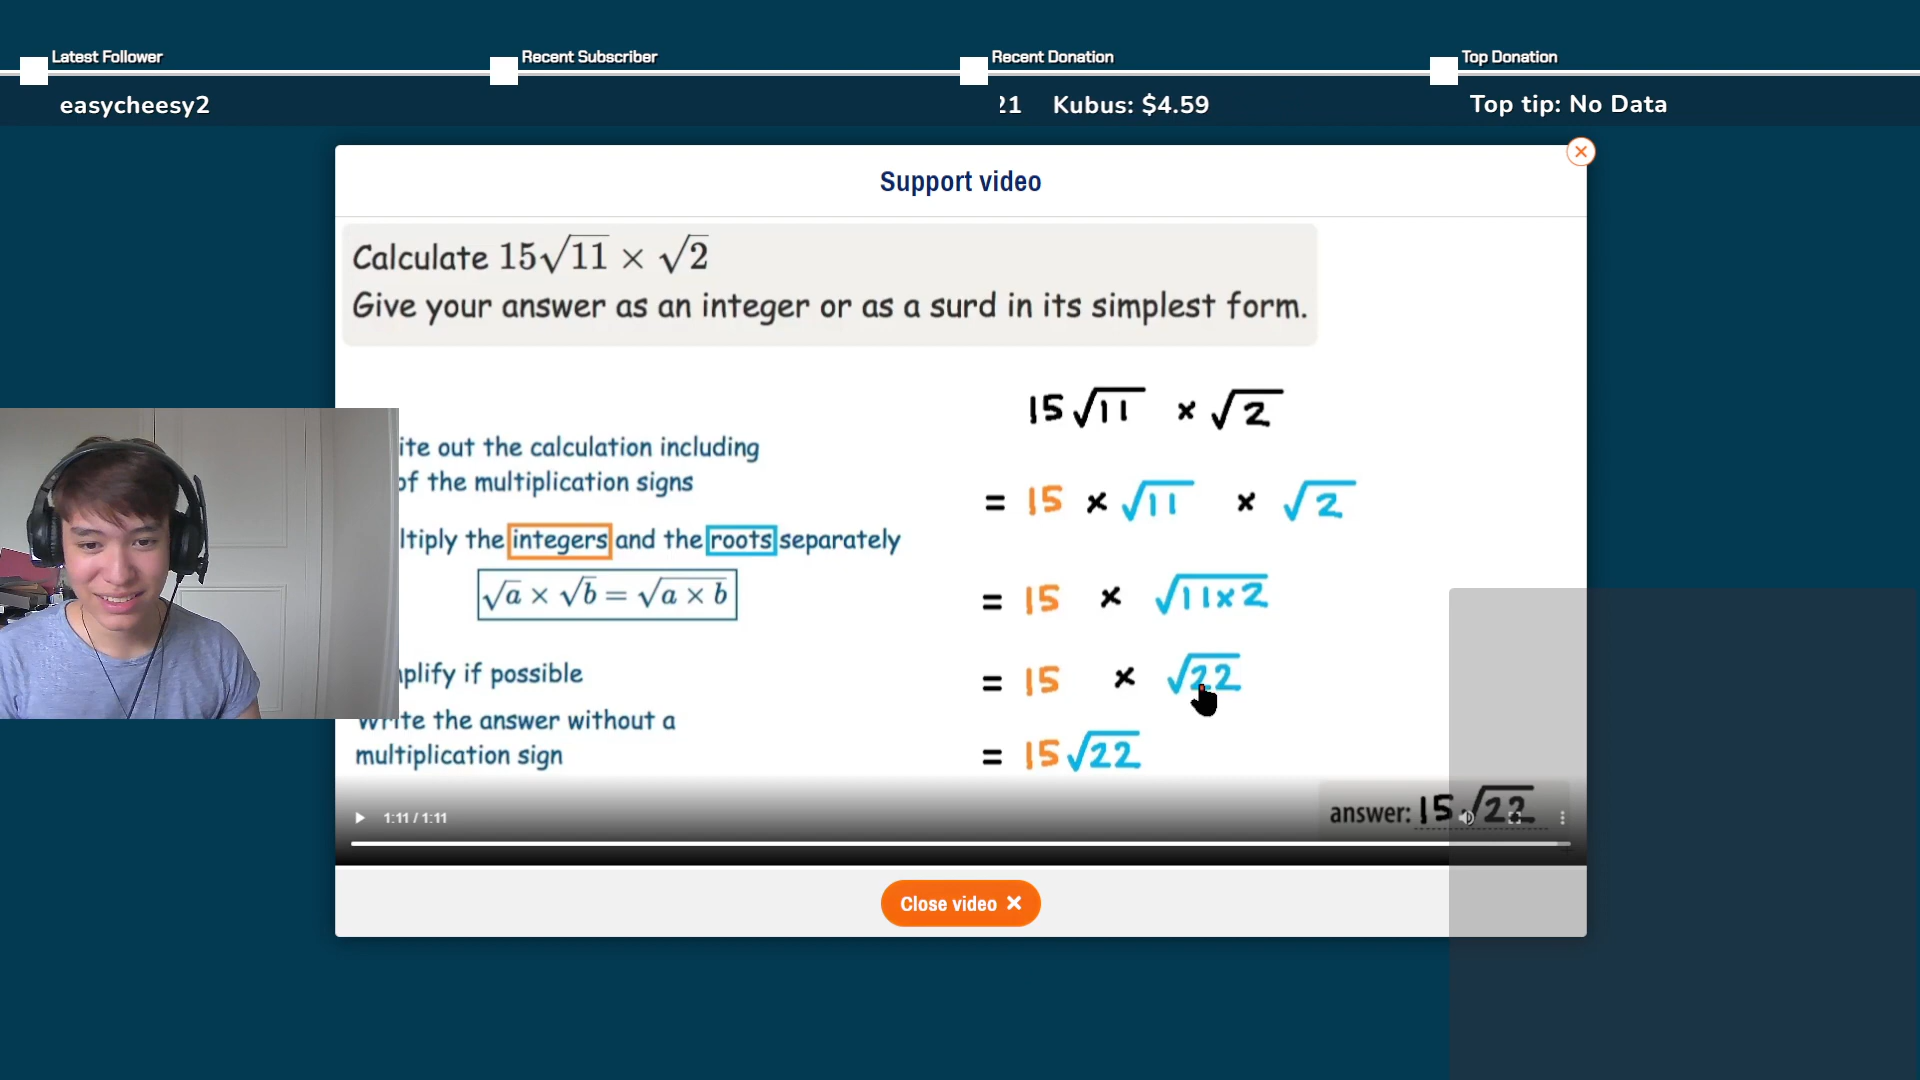 Latest Follower
Recent Subscriber
Recent Donation
Top Donation
easycheesy2
21 Kubus: $4.59
Top tip: No Data
Support video
Calculate 15√11 × √2
Give your answer as an integer or as a surd in its simplest form.
15√11 × √2
ite out the calculation including
of the multiplication signs
= 15 × √11 × √2
ltiply the integers and the roots separately
√a × √b = √a × b
= 15 × √11×2
nplify if possible
= 15 × √22
Write the answer without a
multiplication sign
= 15√22
answer: 15√22
1:11 / 1:11
Close video ×